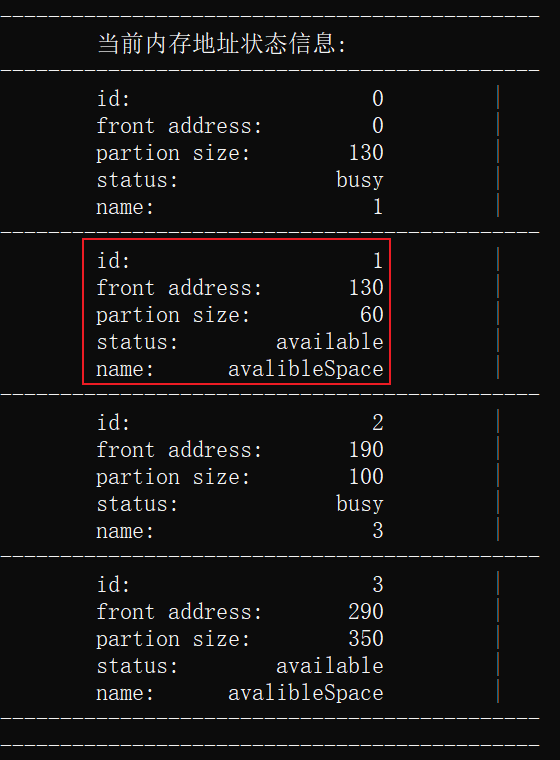 当前内存地址状态信息:
id: 0
front address: 0
partion size: 130
status: busy
name: 1
id: 1
front address: 130
partion size: 60
status: available
name: avalibleSpace
id: 2
front address: 190
partion size: 100
status: busy
name: 3
id: 3
front address: 290
partion size: 350
status: available
name: avalibleSpace